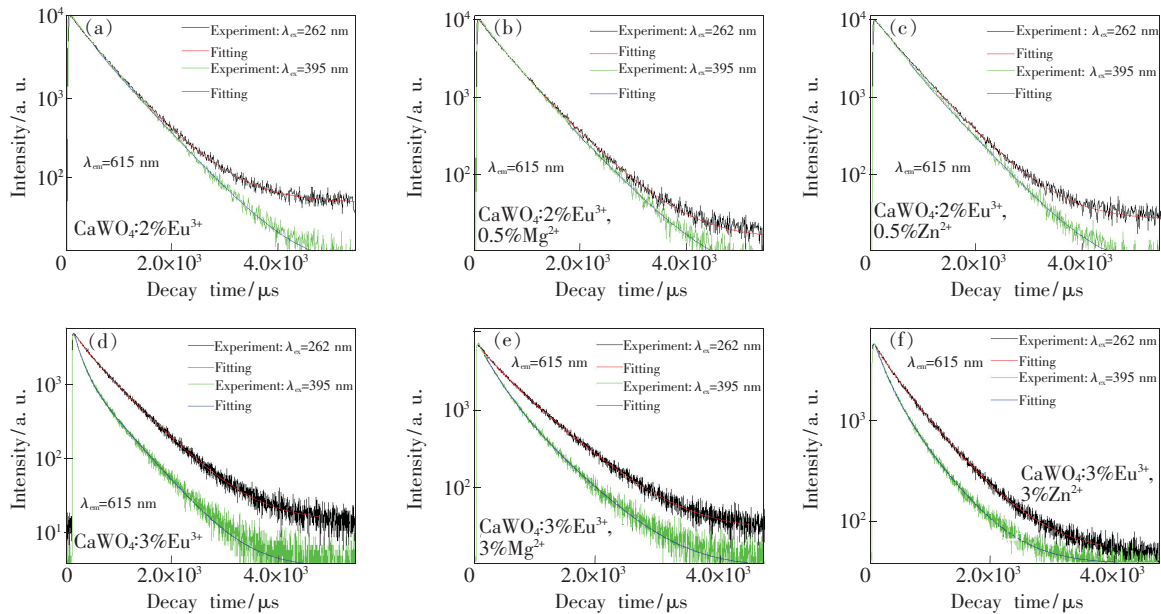 (a)
Experiment: λex=262 nm
Fitting
Experiment: λex=395 nm
Fitting
λem=615 nm
CaWO4:2%Eu3+
10⁴
10³
10²
0
2.0×10³
4.0×10³
Intensity/a. u.
Decay time/μs
(b)
Experiment: λex=262 nm
Fitting
Experiment: λex=395 nm
Fitting
λem=615 nm
CaWO4:2%Eu3+,
0.5%Mg2+
10⁴
10³
10²
0
2.0×10³
4.0×10³
Intensity/a. u.
Decay time/μs
(c)
Experiment: λex=262 nm
Fitting
Experiment: λex=395 nm
Fitting
λem=615 nm
CaWO4:2%Eu3+,
0.5%Zn2+
10⁴
10³
10²
0
2.0×10³
4.0×10³
Intensity/a. u.
Decay time/μs
(d)
Experiment: λex=262 nm
Fitting
Experiment: λex=395 nm
Fitting
λem=615 nm
CaWO4:3%Eu3+
10³
10²
10¹
0
2.0×10³
4.0×10³
Intensity/a. u.
Decay time/μs
(e)
Experiment: λex=262 nm
Fitting
Experiment: λex=395 nm
Fitting
λem=615 nm
CaWO4:3%Eu3+,
3%Mg2+
10³
10²
0
2.0×10³
4.0×10³
Intensity/a. u.
Decay time/μs
(f)
Experiment: λex=262 nm
Fitting
Experiment: λex=395 nm
Fitting
λem=615 nm
CaWO4:3%Eu3+,
3%Zn2+
10³
10²
0
2.0×10³
4.0×10³
Intensity/a. u.
Decay time/μs